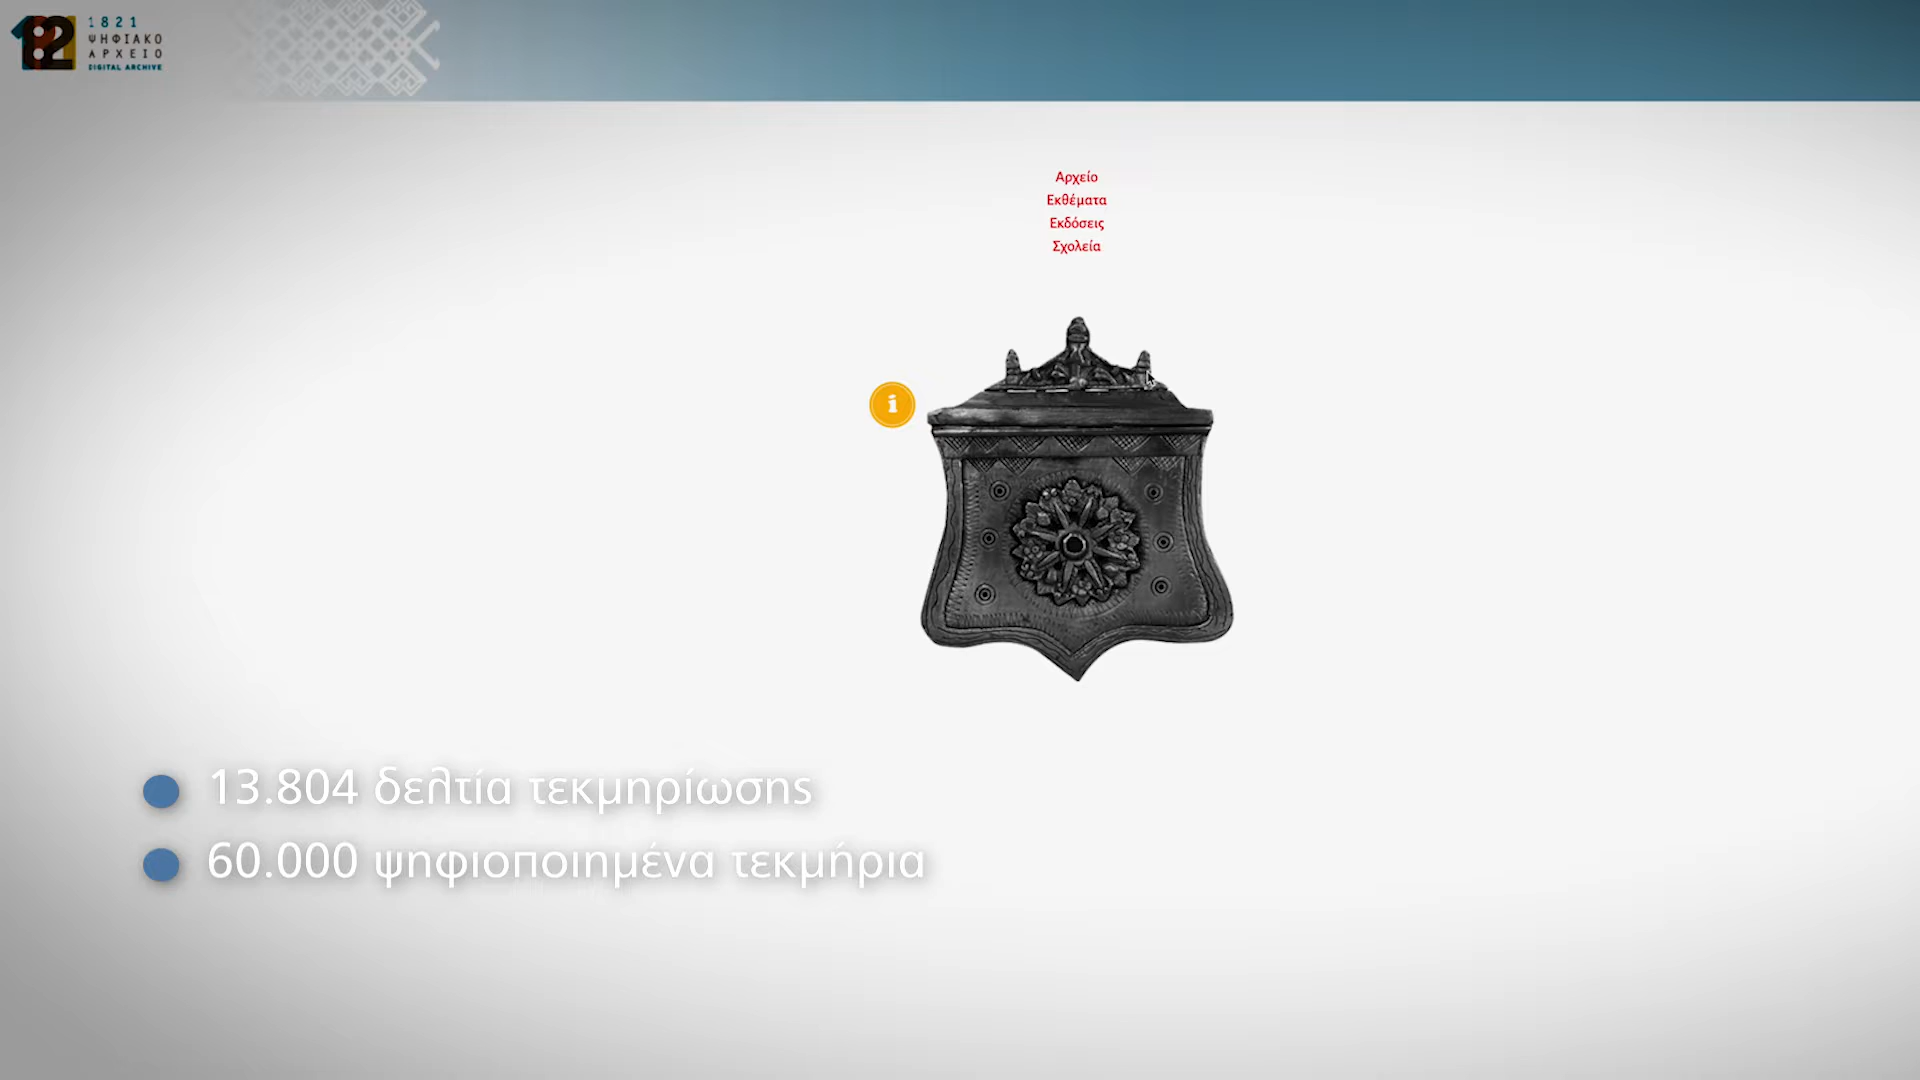 1821
ΨΗΦΙΑΚΟ
ΑΡΧΕΙΟ
DIGITAL ARCHIVE
Αρχείο
Εκθέματα
Εκδόσεις
Σχολεία
i
13.804 δελτία τεκμηρίωσης
60.000 ψηφιοποιημένα τεκμήρια